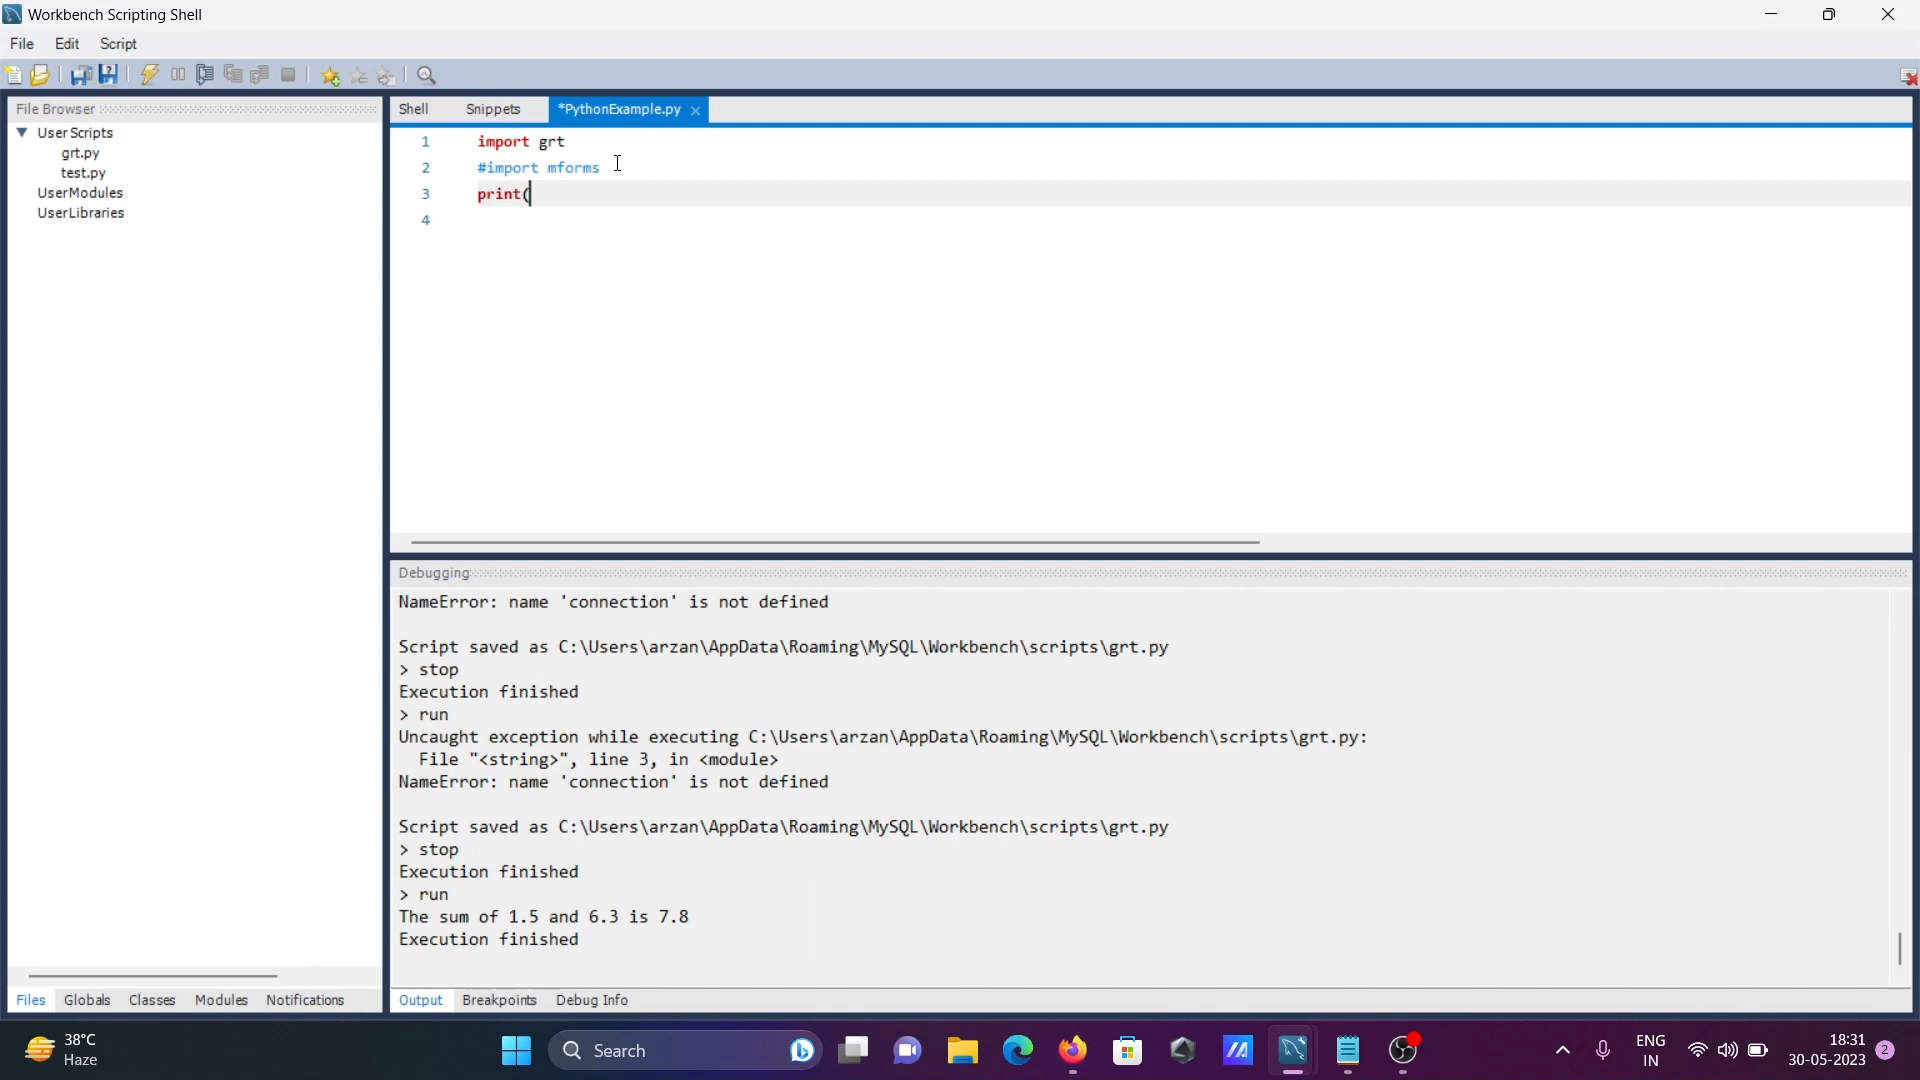 Workbench Scripting Shell
File Edit Script
File Browser
User Scripts
grt.py
test.py
UserModules
UserLibraries
Files Globals Classes Modules Notifications
Shell Snippets *PythonExample.py
1 import grt
2 #import mforms
3 print(
4
Debugging
NameError: name 'connection' is not defined
Script saved as C:\Users\arzan\AppData\Roaming\MySQL\Workbench\scripts\grt.py
> stop
Execution finished
> run
Uncaught exception while executing C:\Users\arzan\AppData\Roaming\MySQL\Workbench\scripts\grt.py:
File "<string>", line 3, in <module>
NameError: name 'connection' is not defined
Script saved as C:\Users\arzan\AppData\Roaming\MySQL\Workbench\scripts\grt.py
> stop
Execution finished
> run
The sum of 1.5 and 6.3 is 7.8
Execution finished
Output Breakpoints Debug Info
38°C
Haze
Search
ENG
IN
18:31
30-05-2023
2